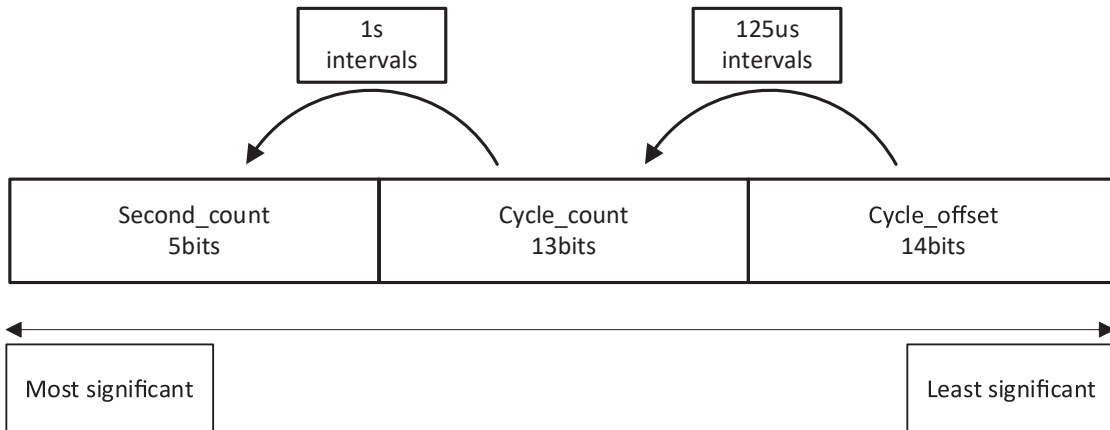 1s
intervals
125us
intervals
Second_count
5bits
Cycle_count
13bits
Cycle_offset
14bits
Most significant
Least significant